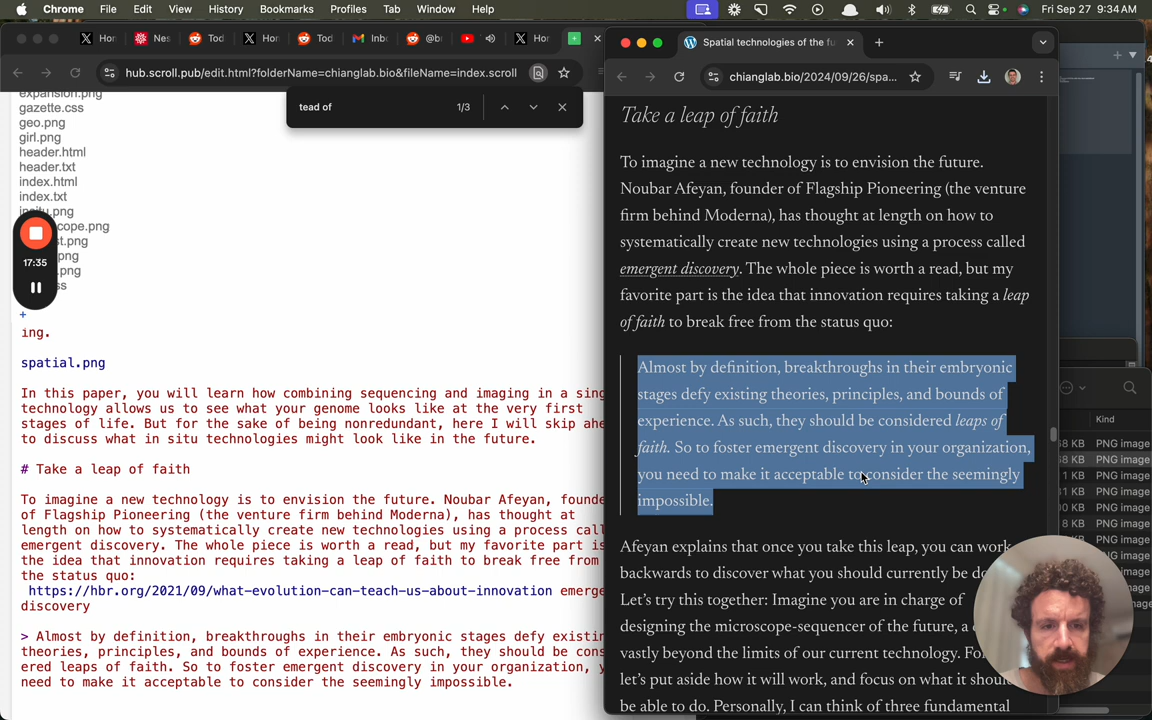 Chrome File Edit View History Bookmarks Profiles Tab Window Help Fri Sep 27 9:34 AM
Hor Nes Tod Hor Tod Inb @br Hor
hub.scroll.pub/edit.html?folderName=chianglab.bio&fileName=index.scroll
tead of 1/3
expansion.png
gazette.css
geo.png
girl.png
header.html
header.txt
index.html
index.txt
insitu.png
17:35
+
ing.
spatial.png
In this paper, you will learn how combining sequencing and imaging in a
technology allows us to see what your genome looks like at the very first
stages of life. But for the sake of being nonredundant, here I will skip
to discuss what in situ technologies might look like in the future.
# Take a leap of faith
To imagine a new technology is to envision the future. Noubar Afeyan,
of Flagship Pioneering (the venture firm behind Moderna), has thought at
length on how to systematically create new technologies using a process
emergent discovery. The whole piece is worth a read, but my favorite part is
the idea that innovation requires taking a leap of faith to break free from
the status quo:
https://hbr.org/2021/09/what-evolution-can-teach-us-about-innovation
discovery
> Almost by definition, breakthroughs in their embryonic stages defy
theories, principles, and bounds of experience. As such, they should be
ered leaps of faith. So to foster emergent discovery in your organization,
need to make it acceptable to consider the seemingly impossible.
Spatial technologies of the fu
chianglab.bio/2024/09/26/spa...
Take a leap of faith
To imagine a new technology is to envision the future.
Noubar Afeyan, founder of Flagship Pioneering (the venture
firm behind Moderna), has thought at length on how to
systematically create new technologies using a process called
emergent discovery. The whole piece is worth a read, but my
favorite part is the idea that innovation requires taking a leap
of faith to break free from the status quo:
Almost by definition, breakthroughs in their embryonic
stages defy existing theories, principles, and bounds of
experience. As such, they should be considered leaps of
faith. So to foster emergent discovery in your organization,
you need to make it acceptable to consider the seemingly
impossible.
Afeyan explains that once you take this leap, you can work
backwards to discover what you should currently be
Let's try this together: Imagine you are in charge of
designing the microscope-sequencer of the future, a
vastly beyond the limits of our current technology.
let's put aside how it will work, and focus on what it
be able to do. Personally, I can think of three fundamental
Kind
KB PNG image
KB PNG image
KB PNG image
KB PNG image
KB PNG image
KB PNG image
KB PNG image